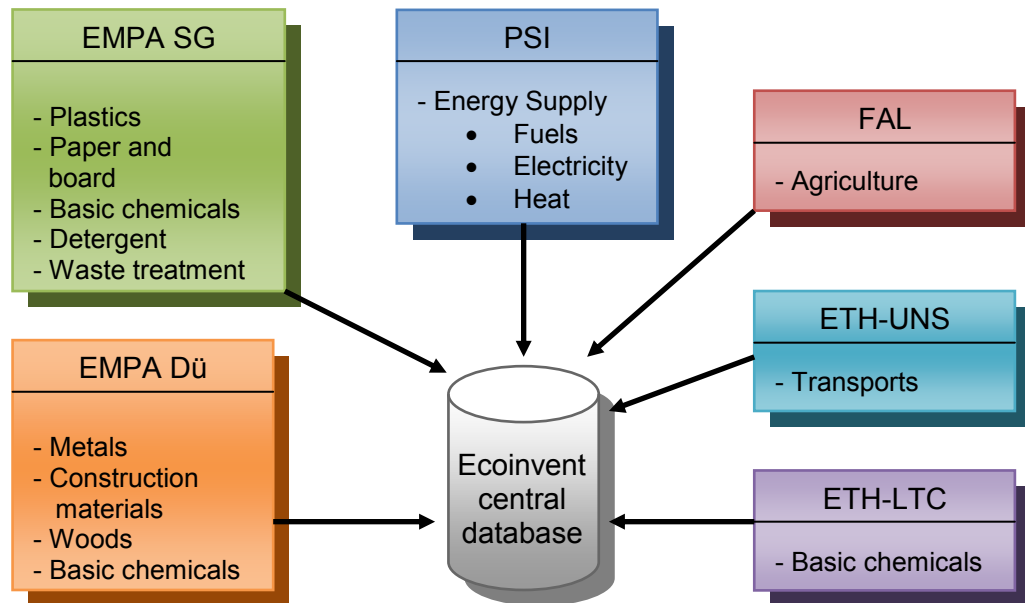 EMPA SG
- Plastics
- Paper and
board
- Basic chemicals
- Detergent
- Waste treatment
PSI
- Energy Supply
• Fuels
• Electricity
• Heat
FAL
- Agriculture
EMPA Dü
- Metals
- Construction
materials
- Woods
- Basic chemicals
Ecoinvent
central
database
ETH-UNS
- Transports
ETH-LTC
- Basic chemicals